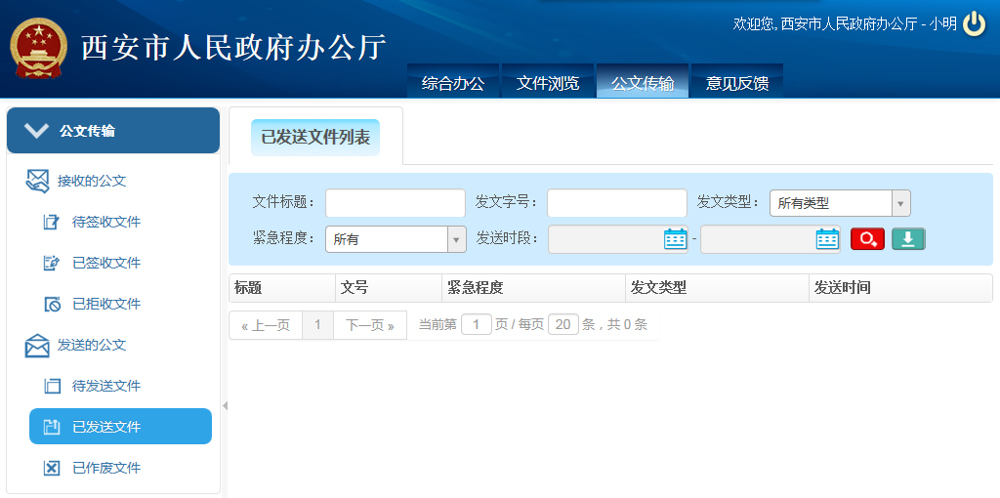 欢迎您, 西安市人民政府办公厅 - 小明
西安市人民政府办公厅
综合办公 文件浏览 公文传输 意见反馈
公文传输
接收的公文
待签收文件
已签收文件
已拒收文件
发送的公文
待发送文件
已发送文件
已作废文件
已发送文件列表
文件标题： 发文字号： 发文类型： 所有类型
紧急程度： 所有 发送时段： -
标题 文号 紧急程度 发文类型 发送时间
« 上一页 1 下一页 » 当前第 1 页 / 每页 20 条，共 0 条